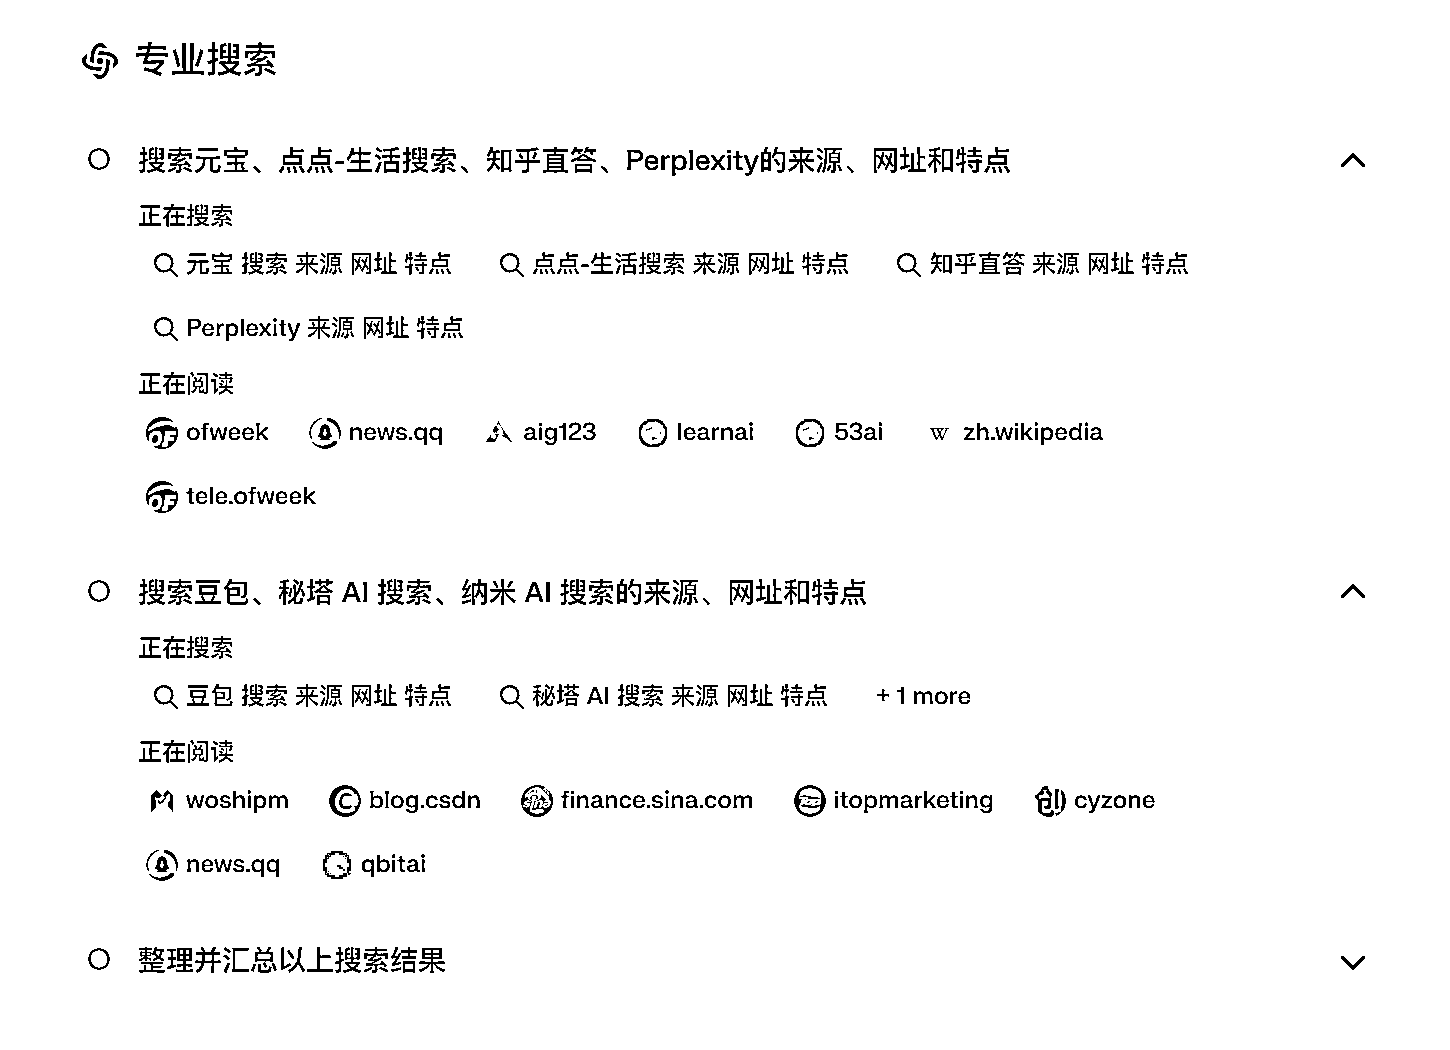 专业搜索
搜索元宝、点点-生活搜索、知乎直答、Perplexity的来源、网址和特点
正在搜索
元宝 搜索 来源 网址 特点 点点-生活搜索 来源 网址 特点 知乎直答 来源 网址 特点
Perplexity 来源 网址 特点
正在阅读
ofweek news.qq aig123 learnai 53ai W zh.wikipedia
tele.ofweek
搜索豆包、秘塔 AI 搜索、纳米 AI 搜索的来源、网址和特点
正在搜索
豆包 搜索 来源 网址 特点 秘塔 AI 搜索 来源 网址 特点 + 1 more
正在阅读
woshipm blog.csdn finance.sina.com itopmarketing cyzone
news.qq qbitai
整理并汇总以上搜索结果